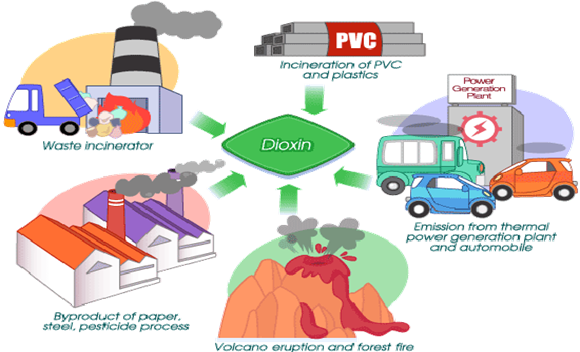 PVC
Incineration of PVC
and plastics
Power
Generation
Plant
Waste incinerator
Dioxin
Emission from thermal
power generation plant
and automobile
Byproduct of paper,
steel, pesticide process
Volcano eruption and forest fire